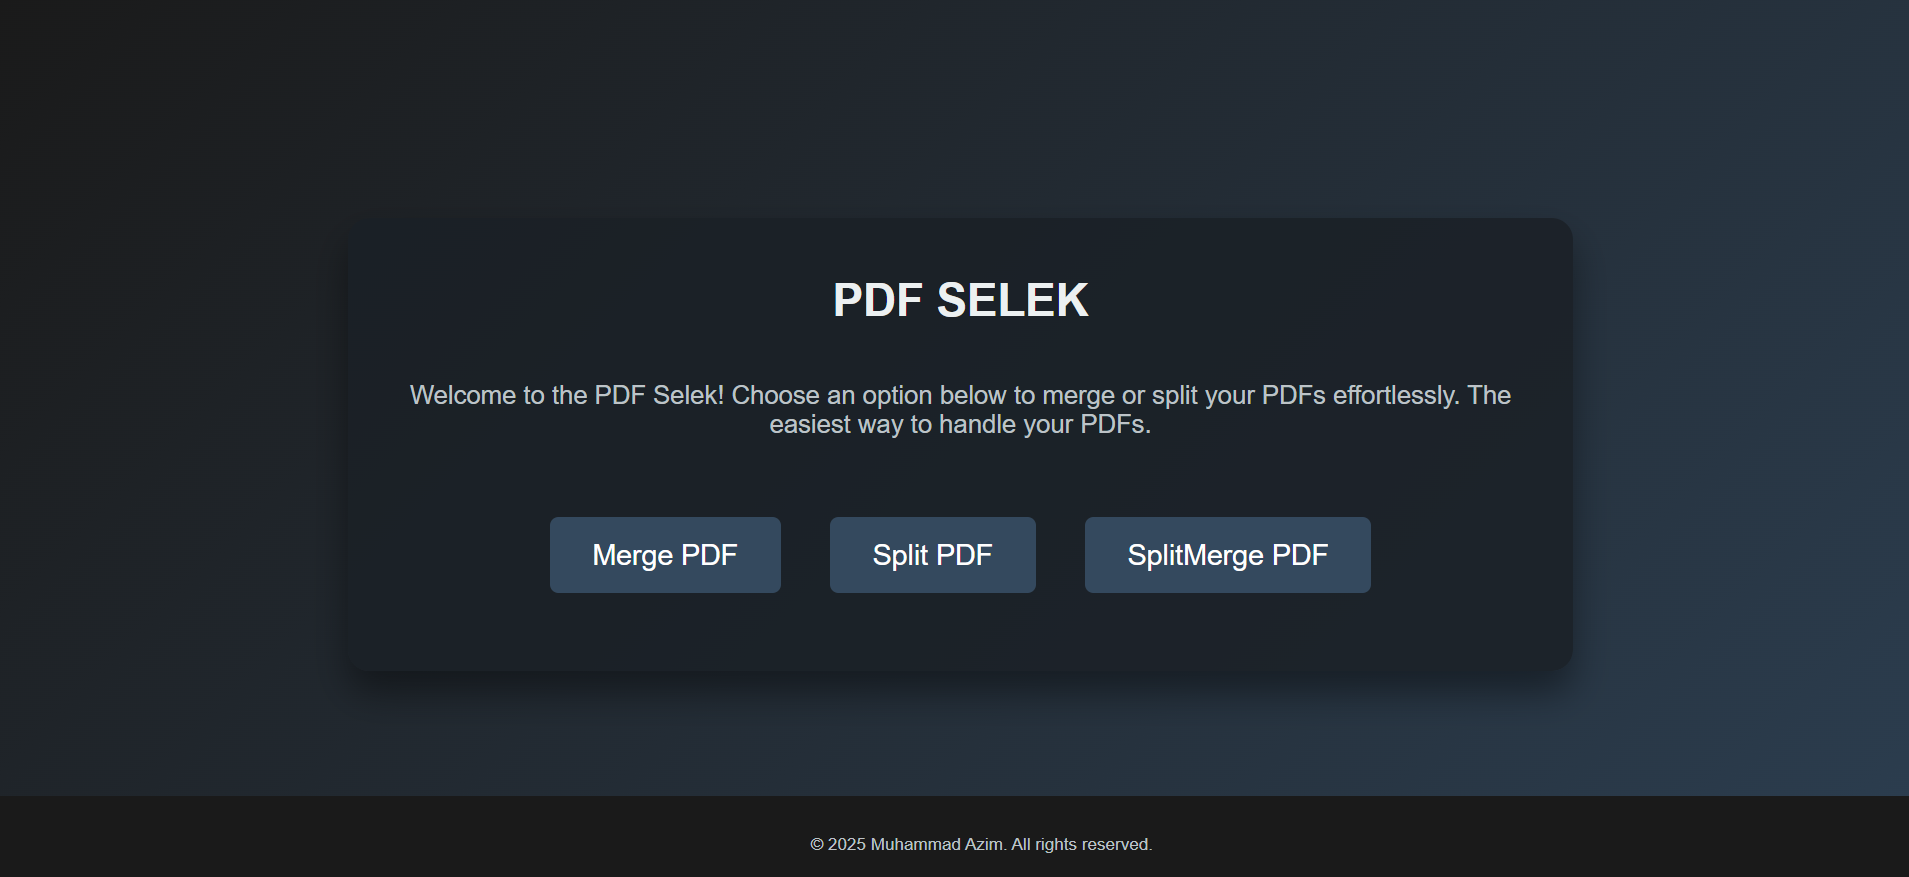 PDF SELEK
Welcome to the PDF Selek! Choose an option below to merge or split your PDFs effortlessly. The
easiest way to handle your PDFs.
Merge PDF
Split PDF
SplitMerge PDF
© 2025 Muhammad Azim. All rights reserved.